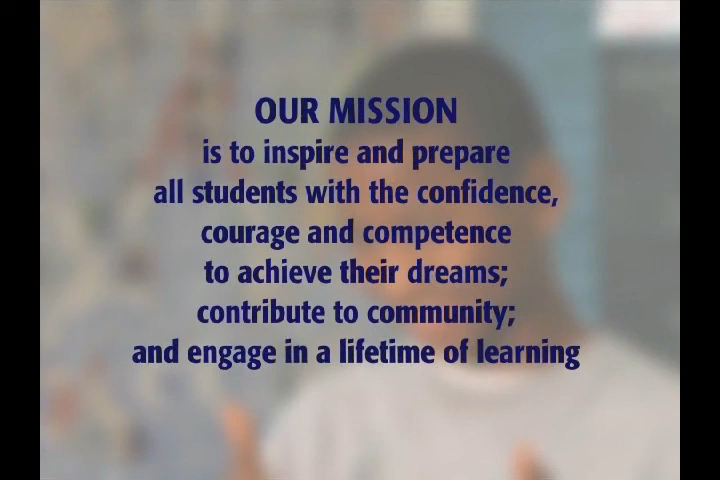 OUR MISSION
is to inspire and prepare
all students with the confidence,
courage and competence
to achieve their dreams;
contribute to community;
and engage in a lifetime of learning